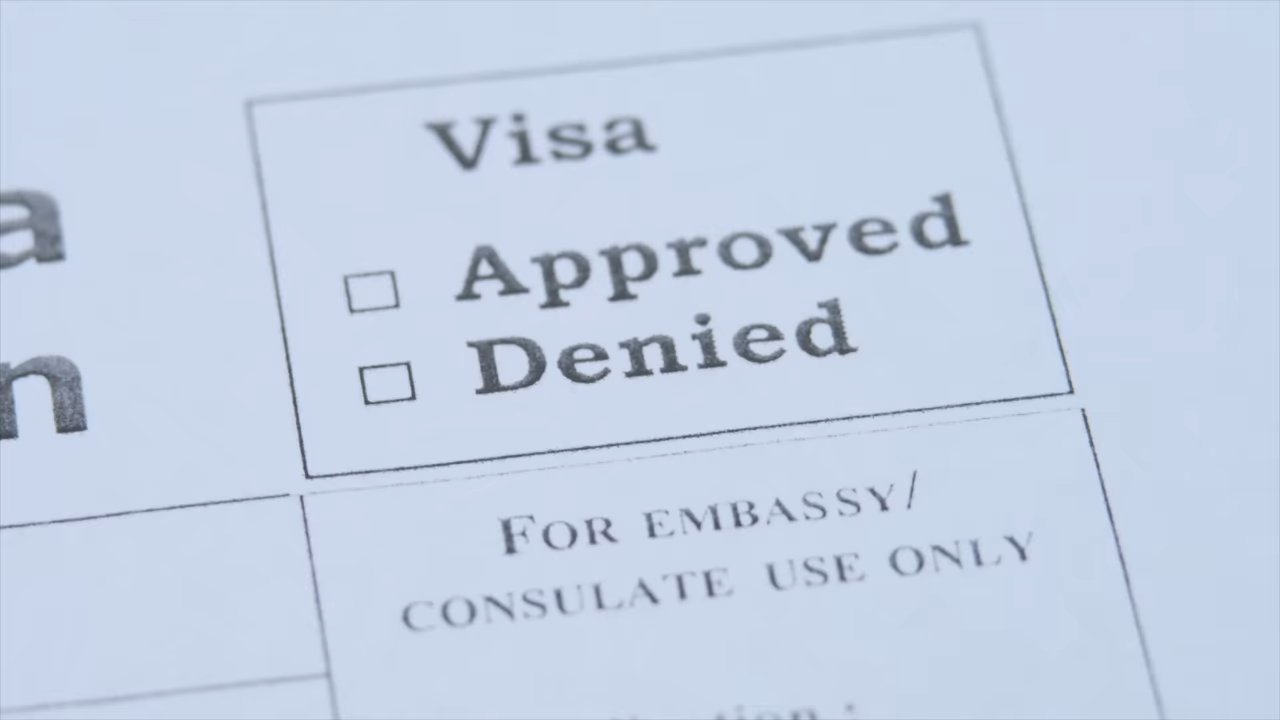 Visa
Approved
Denied
FOR EMBASSY/
CONSULATE USE ONLY